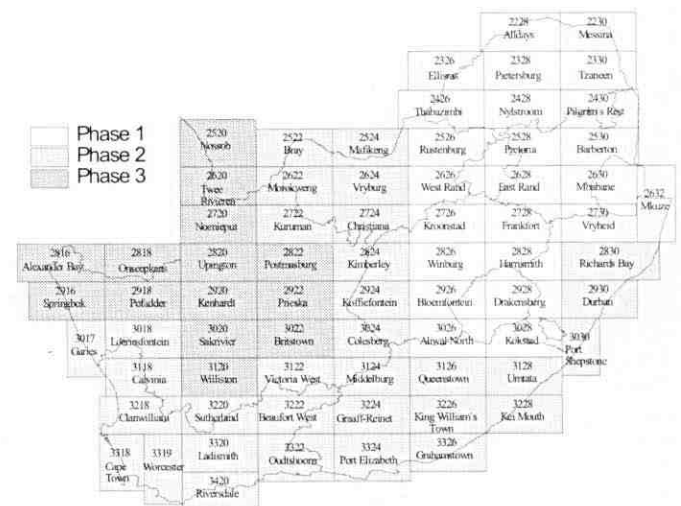 2228 2230
Alldays Messina
2326 2328 2330
Ellisras Pietersburg Tzaneen
2426 2428 2430
Thabazimbi Nylstroom Pilgrim's Rest
Phase 1
Phase 2
Phase 3
2520 2522 2524 2526 2528 2530
Nossob Bray Mafikeng Rustenburg Pretoria Barberton
2620 2622 2624 2626 2628 2630 2632
Twee Rivieren Morokweng Vryburg West Rand East Rand Mbabane Mkuze
2720 2722 2724 2726 2728 2730
Noenieput Kuruman Christiana Kroonstad Frankfort Vryheid
2816 2818 2820 2822 2824 2826 2828 2830
Alexander Bay Onseepkans Upington Postmasburg Kimberley Winburg Harrismith Richards Bay
2916 2918 2920 2922 2924 2926 2928 2930
Springbok Pofadder Kenhardt Prieska Koffiefontein Bloemfontein Drakensberg Durban
3017 3018 3020 3022 3024 3026 3028 3030
Garies Loeriesfontein Sakrivier Britstown Colesberg Aliwal North Kokstad Port Shepstone
3118 3120 3122 3124 3126 3128
Calvinia Williston Victoria West Middelburg Queenstown Umtata
3218 3220 3222 3224 3226 3228
Clanwilliam Sutherland Beaufort West Graaff-Reinet King William's Town Kei Mouth
3318 3319 3320 3322 3324 3326
Cape Town Worcester Ladismith Oudtshoorn Port Elizabeth Grahamstown
3420
Riversdale